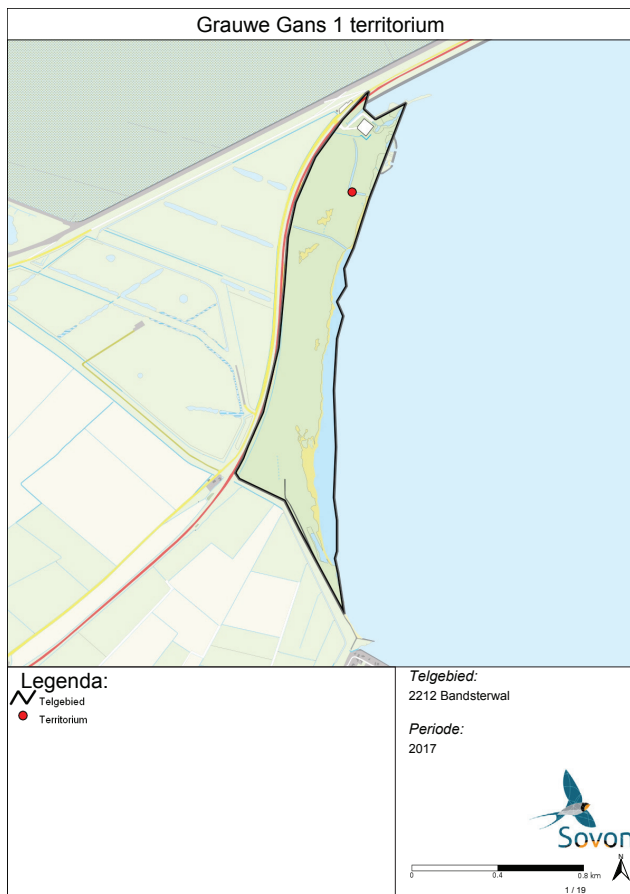 Grauwe Gans 1 territorium
Legenda:
Telgebied
Territorium
Telgebied:
2212 Bandsterwal
Periode:
2017
Sovon
N
0 0.4 0.8 km
1 / 19